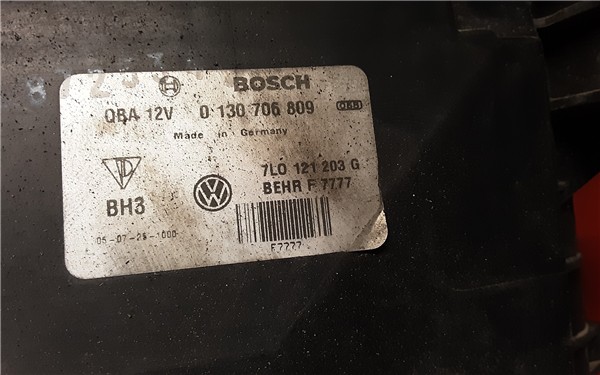 BOSCH
QBA 12V 0 130 706 809
Made in Germany
7L0 121 203 G
BEHR F 7777
BH3
05-07-25-1000
F7777